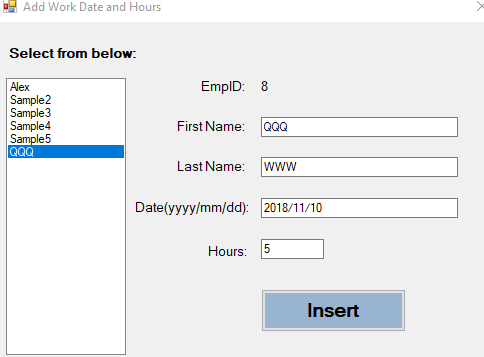 Add Work Date and Hours
Select from below:
Alex
Sample2
Sample3
Sample4
Sample5
QQQ
EmpID: 8
First Name: QQQ
Last Name: WWW
Date(yyyy/mm/dd): 2018/11/10
Hours: 5
Insert